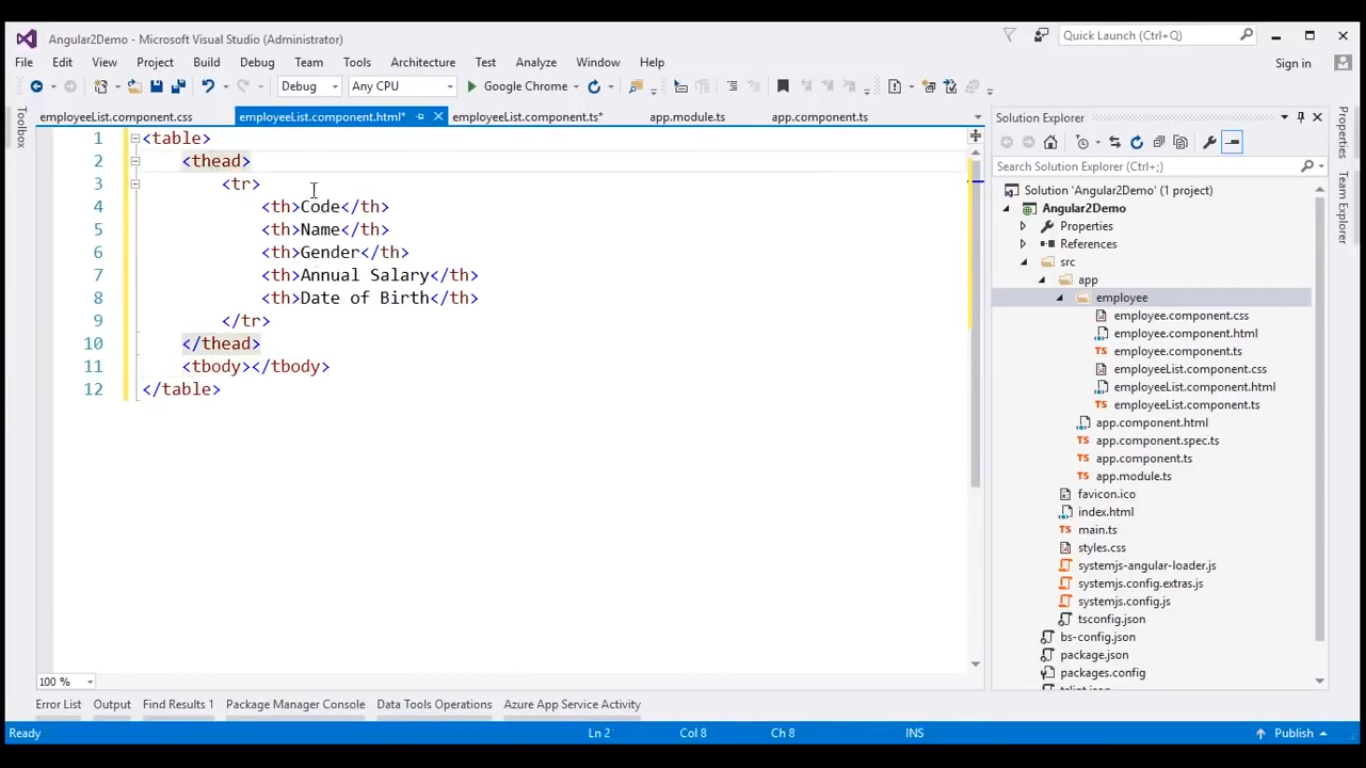 Angular2Demo - Microsoft Visual Studio (Administrator)
Quick Launch (Ctrl+Q)
File Edit View Project Build Debug Team Tools Architecture Test Analyze Window Help
Sign in
Debug Any CPU Google Chrome
Toolbox
employeeList.component.css employeeList.component.html* employeeList.component.ts* app.module.ts app.component.ts
1 <table>
2 <thead>
3 <tr>
4 <th>Code</th>
5 <th>Name</th>
6 <th>Gender</th>
7 <th>Annual Salary</th>
8 <th>Date of Birth</th>
9 </tr>
10 </thead>
11 <tbody></tbody>
12 </table>
100 %
Solution Explorer
Search Solution Explorer (Ctrl+;)
Solution 'Angular2Demo' (1 project)
Angular2Demo
Properties
References
src
app
employee
employee.component.css
employee.component.html
TS employee.component.ts
employeeList.component.css
employeeList.component.html
TS employeeList.component.ts
app.component.html
TS app.component.spec.ts
TS app.component.ts
TS app.module.ts
favicon.ico
index.html
TS main.ts
styles.css
systemjs-angular-loader.js
systemjs.config.extras.js
systemjs.config.js
tsconfig.json
bs-config.json
package.json
packages.config
Properties
Team Explorer
Error List Output Find Results 1 Package Manager Console Data Tools Operations Azure App Service Activity
Ready Ln 2 Col 8 Ch 8 INS Publish